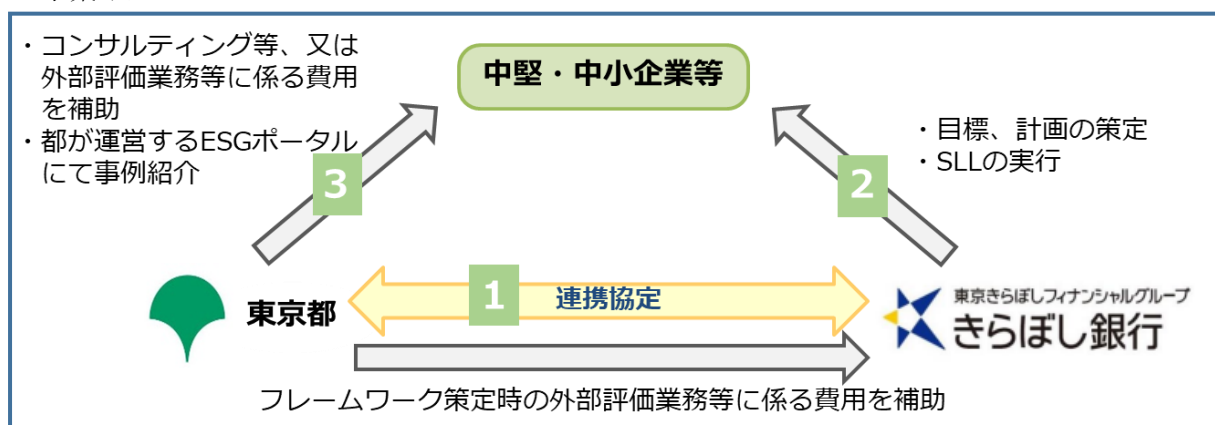 ・コンサルティング等、又は
外部評価業務等に係る費用
を補助
・都が運営するESGポータル
にて事例紹介
中堅・中小企業等
・目標、計画の策定
・SLLの実行
3
2
1
連携協定
東京都
東京きらぼしフィナンシャルグループ
きらぼし銀行
フレームワーク策定時の外部評価業務等に係る費用を補助